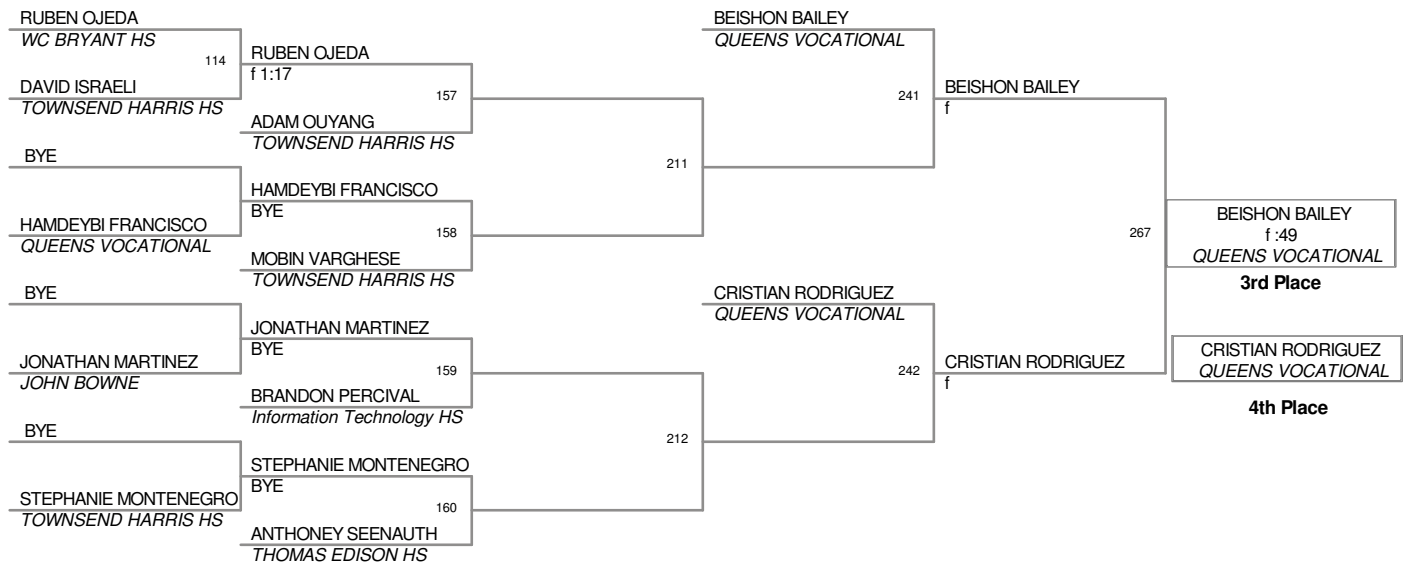 RUBEN OJEDA
WC BRYANT HS
114
DAVID ISRAELI
TOWNSEND HARRIS HS
BYE
HAMDEYBI FRANCISCO
QUEENS VOCATIONAL
BYE
JONATHAN MARTINEZ
JOHN BOWNE
BYE
STEPHANIE MONTENEGRO
TOWNSEND HARRIS HS
RUBEN OJEDA
f 1:17
157
ADAM OUYANG
TOWNSEND HARRIS HS
HAMDEYBI FRANCISCO
BYE
158
MOBIN VARGHESE
TOWNSEND HARRIS HS
JONATHAN MARTINEZ
BYE
159
BRANDON PERCIVAL
Information Technology HS
STEPHANIE MONTENEGRO
BYE
160
ANTHONEY SEENAUTH
THOMAS EDISON HS
211
212
BEISHON BAILEY
QUEENS VOCATIONAL
241
CRISTIAN RODRIGUEZ
QUEENS VOCATIONAL
242
BEISHON BAILEY
f
CRISTIAN RODRIGUEZ
f
267
BEISHON BAILEY
f :49
QUEENS VOCATIONAL
3rd Place
CRISTIAN RODRIGUEZ
QUEENS VOCATIONAL
4th Place